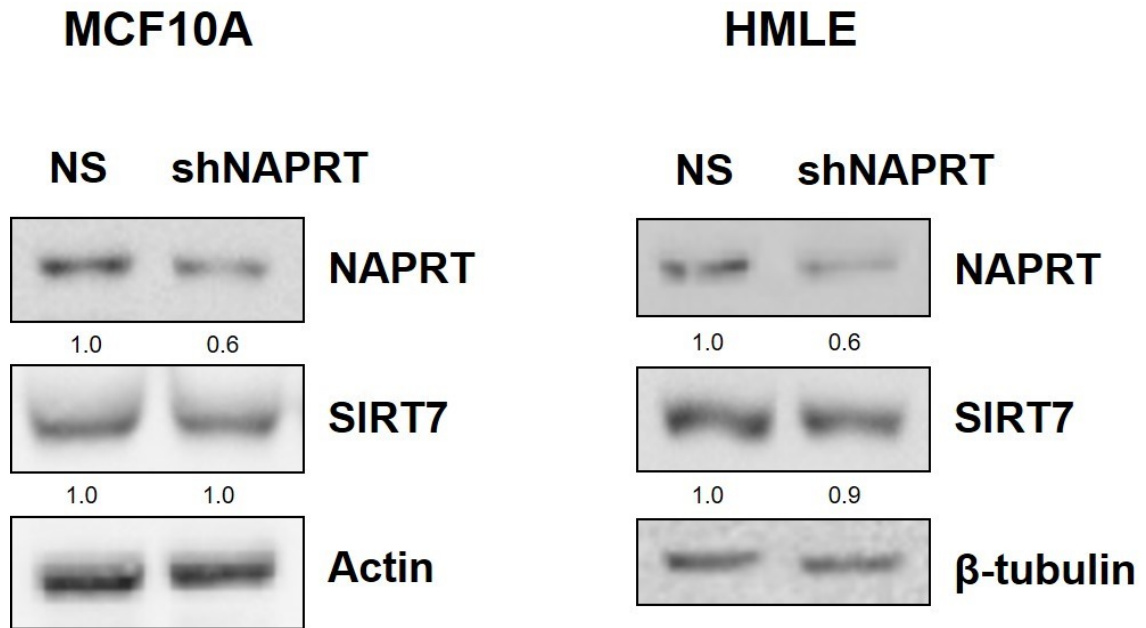 MCF10A
NS shNAPRT
NAPRT
1.0 0.6
SIRT7
1.0 1.0
Actin
HMLE
NS shNAPRT
NAPRT
1.0 0.6
SIRT7
1.0 0.9
β-tubulin